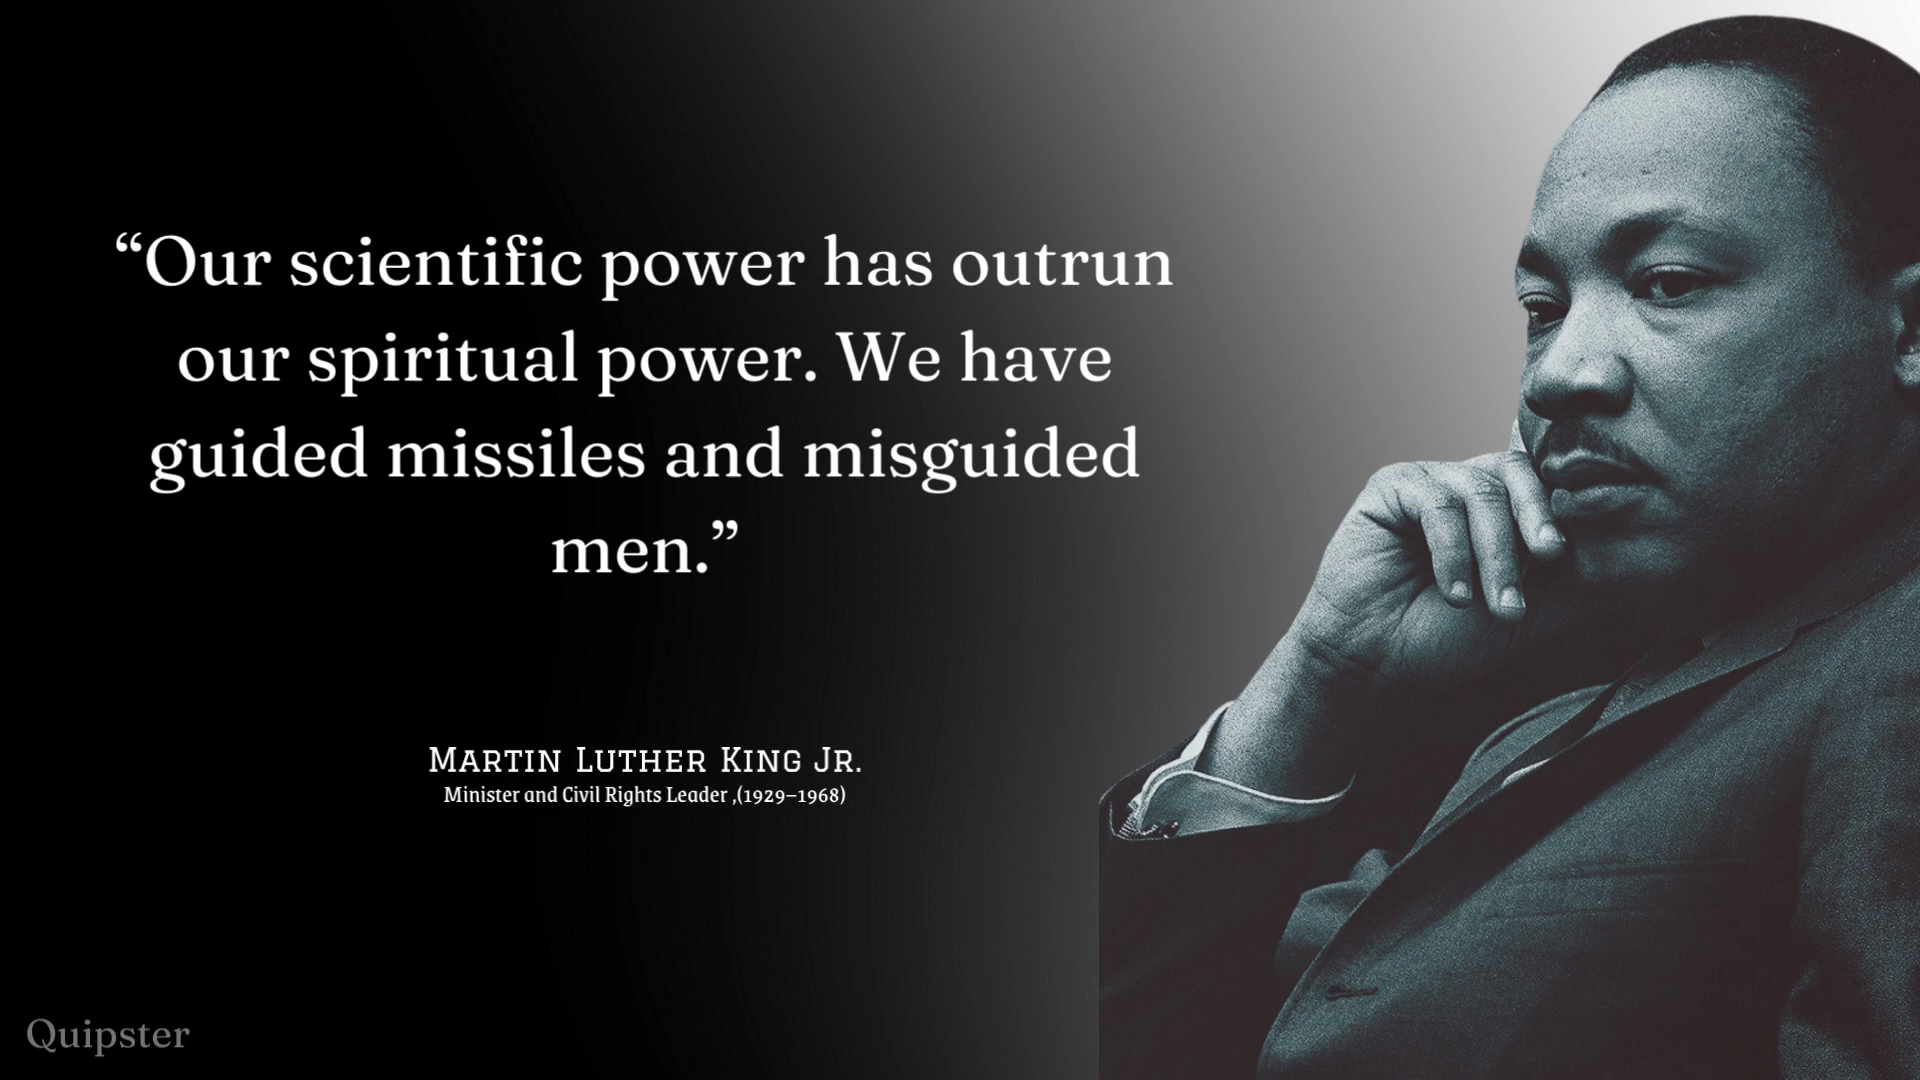 “Our scientific power has outrun
our spiritual power. We have
guided missiles and misguided
men.”
Martin Luther King Jr.
Minister and Civil Rights Leader ,(1929–1968)
Quipster